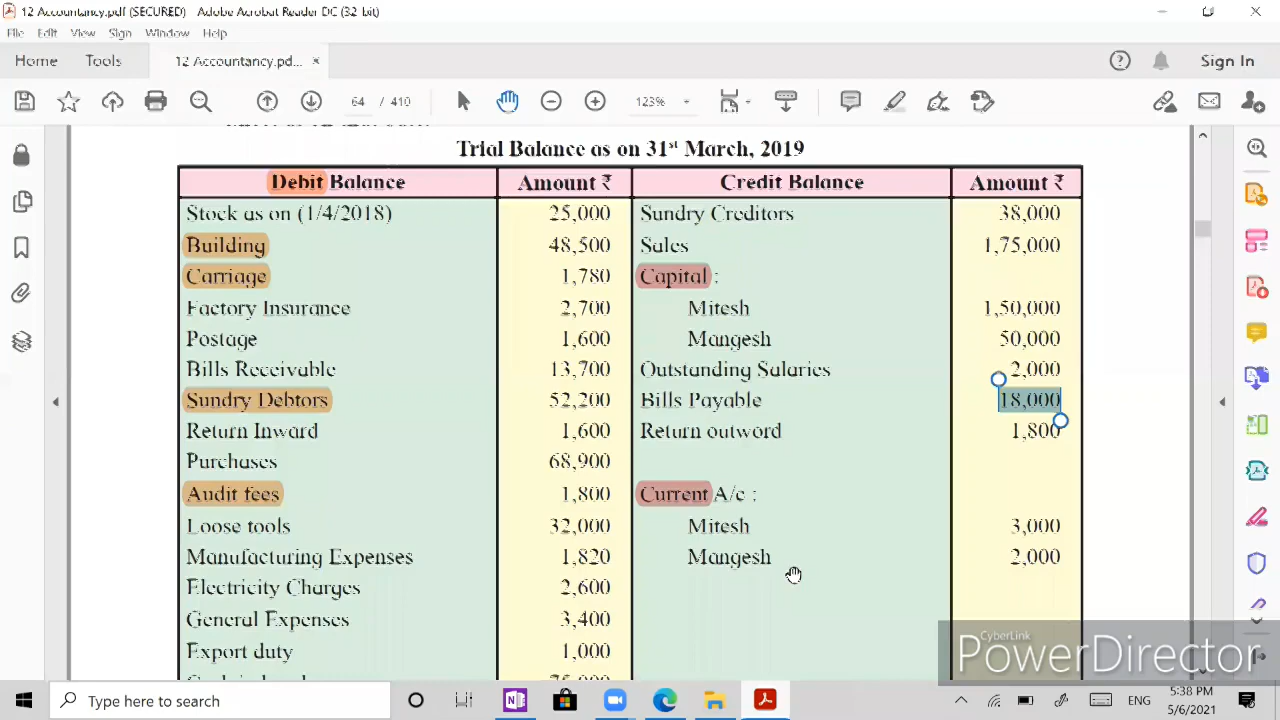 12 Accountancy.pdf (SECURED) - Adobe Acrobat Reader DC (32-bit)
File Edit View Sign Window Help
Home Tools 12 Accountancy.pd... × Sign In
64 / 410 123%
Trial Balance as on 31st March, 2019
Debit Balance Amount ₹ Credit Balance Amount ₹
Stock as on (1/4/2018) 25,000 Sundry Creditors 38,000
Building 48,500 Sales 1,75,000
Carriage 1,780 Capital :
Factory Insurance 2,700 Mitesh 1,50,000
Postage 1,600 Mangesh 50,000
Bills Receivable 13,700 Outstanding Salaries 2,000
Sundry Debtors 52,200 Bills Payable 18,000
Return Inward 1,600 Return outword 1,800
Purchases 68,900
Audit fees 1,800 Current A/c :
Loose tools 32,000 Mitesh 3,000
Manufacturing Expenses 1,820 Mangesh 2,000
Electricity Charges 2,600
General Expenses 3,400
Export duty 1,000
CyberLink
PowerDirector
Type here to search
ENG 5:38 PM
5/6/2021